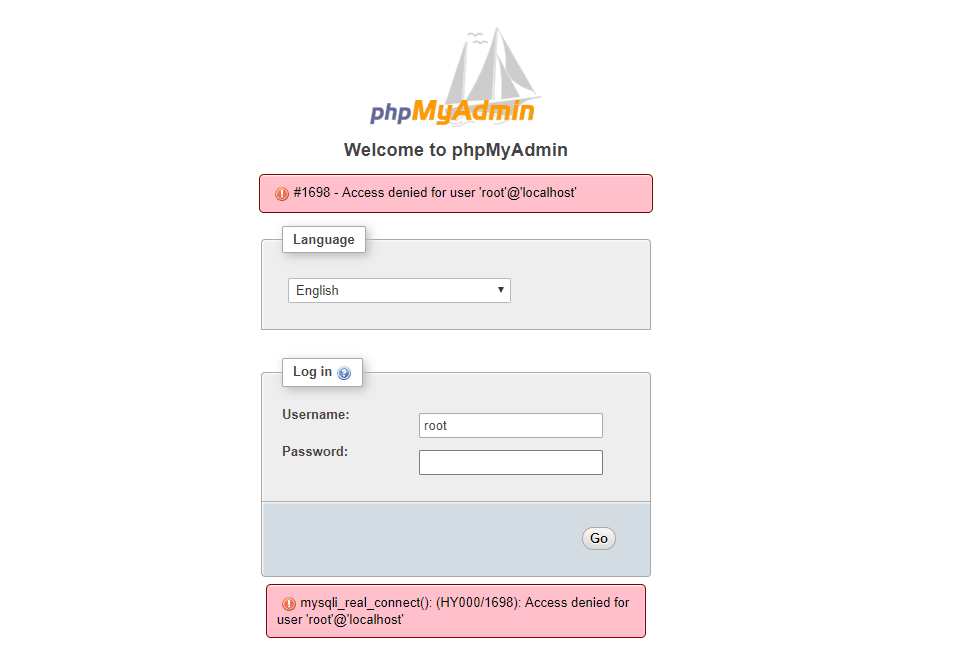 phpMyAdmin
Welcome to phpMyAdmin
#1698 - Access denied for user 'root'@'localhost'
Language
English
Log in
Username:
root
Password:
Go
mysqli_real_connect(): (HY000/1698): Access denied for
user 'root'@'localhost'